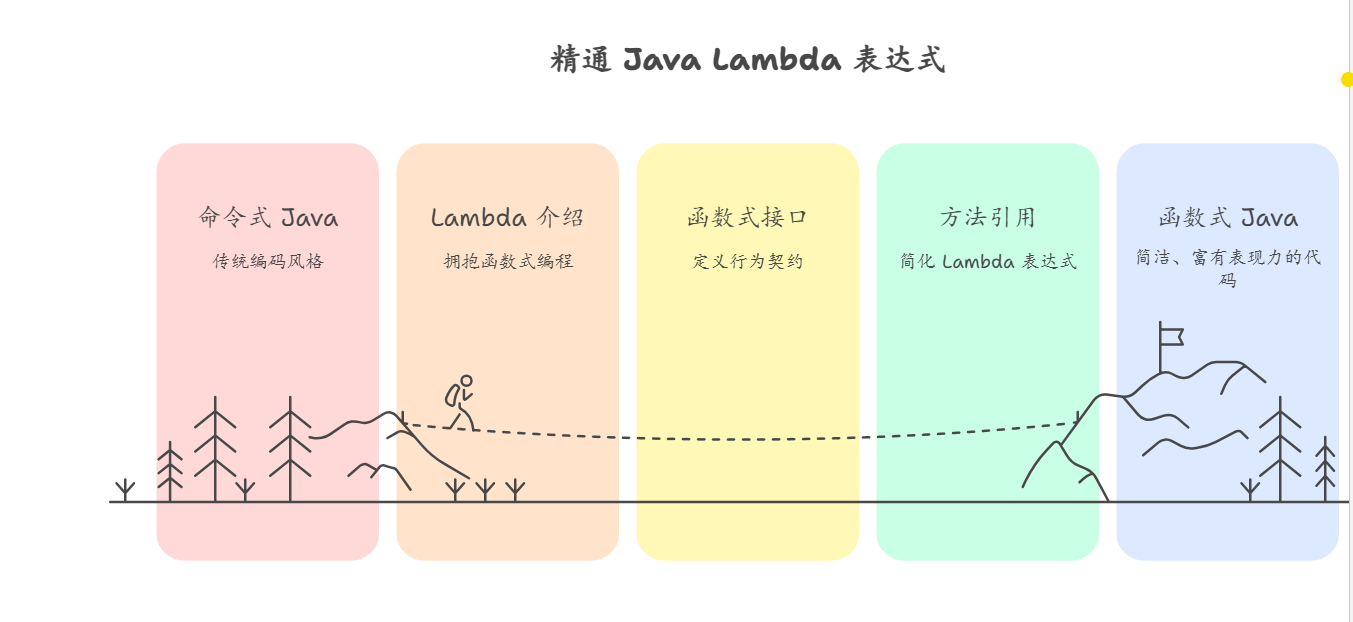 精通 Java Lambda 表达式
命令式 Java
传统编码风格
Lambda 介绍
拥抱函数式编程
函数式接口
定义行为契约
方法引用
简化 Lambda 表达式
函数式 Java
简洁、富有表现力的代
码